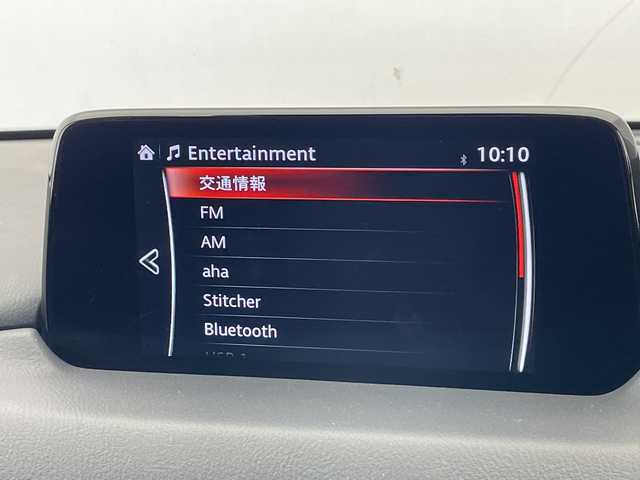 Entertainment 10:10
交通情報
FM
AM
aha
Stitcher
Bluetooth